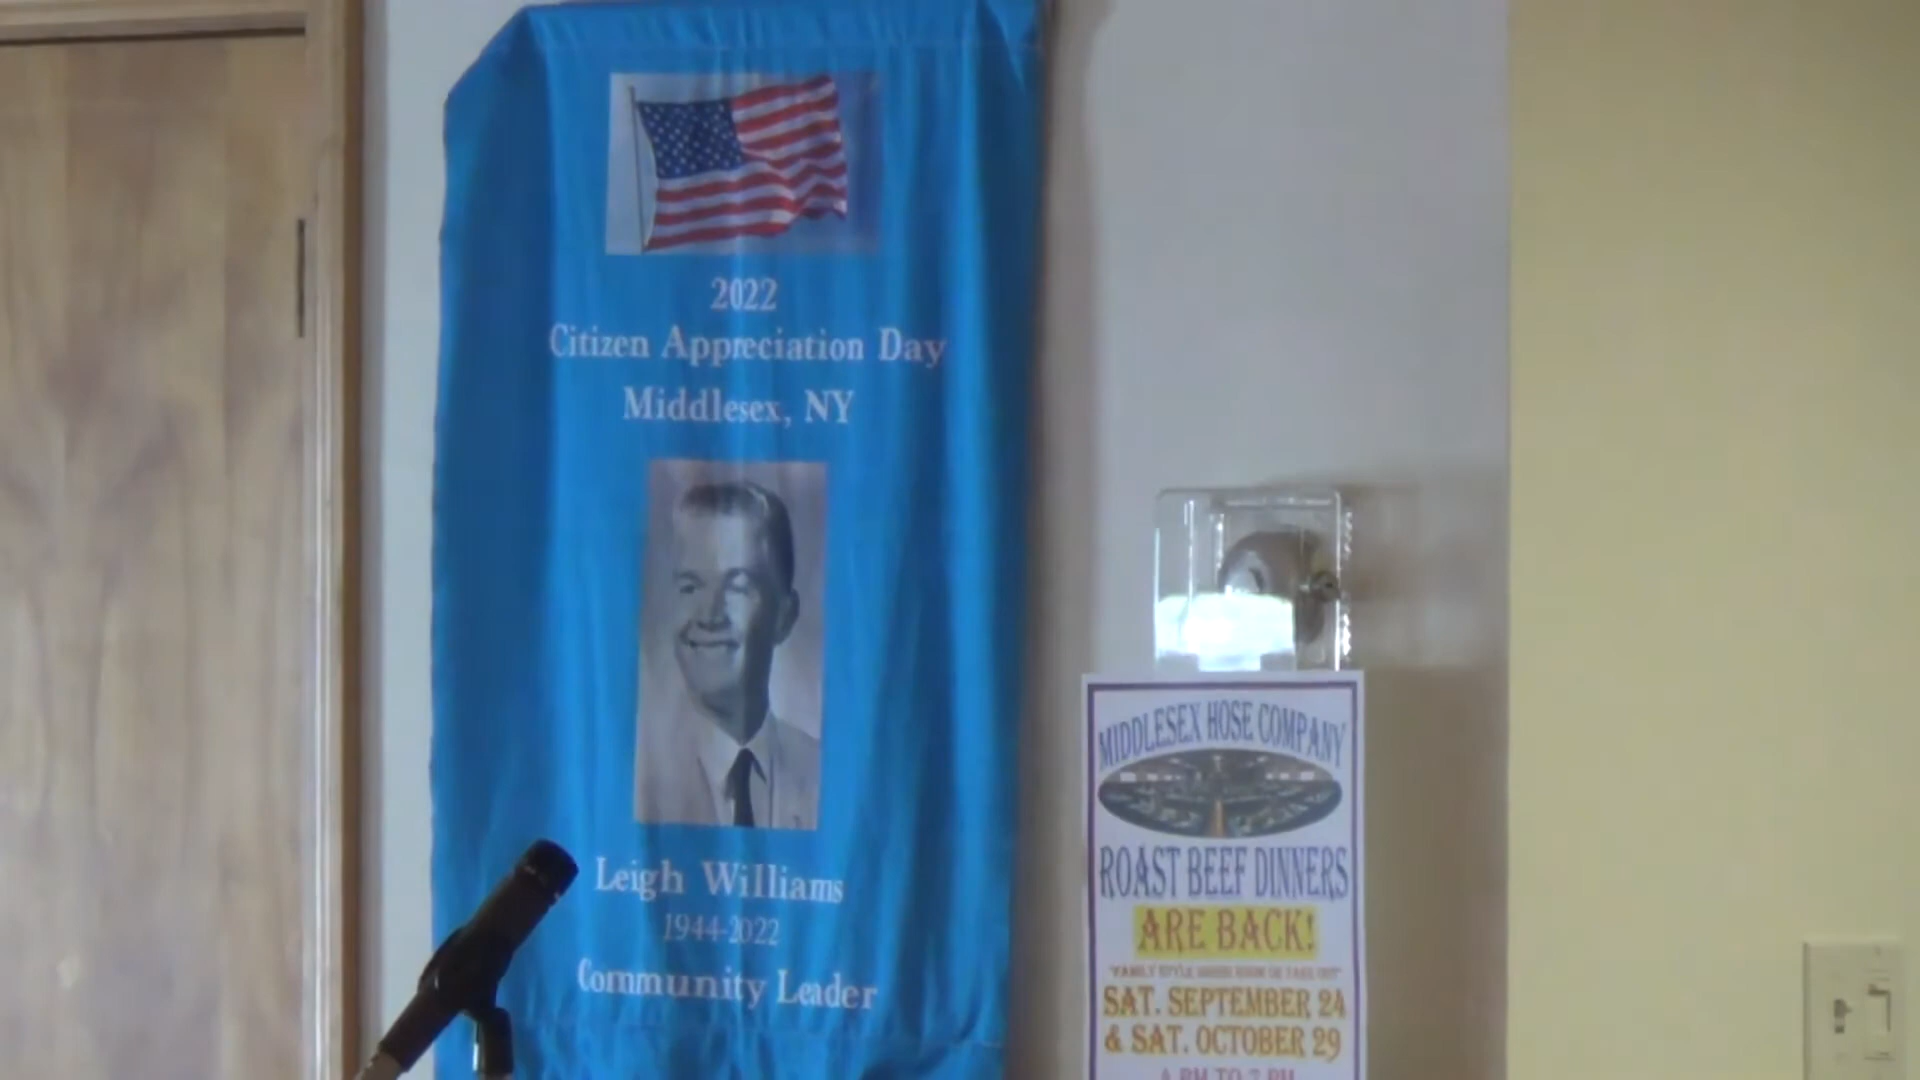 2022
Citizen Appreciation Day
Middlesex, NY
Leigh Williams
1944-2022
Community Leader
MIDDLESEX HOSE COMPANY
ROAST BEEF DINNERS
ARE BACK!
SAT. SEPTEMBER 24
& SAT. OCTOBER 29